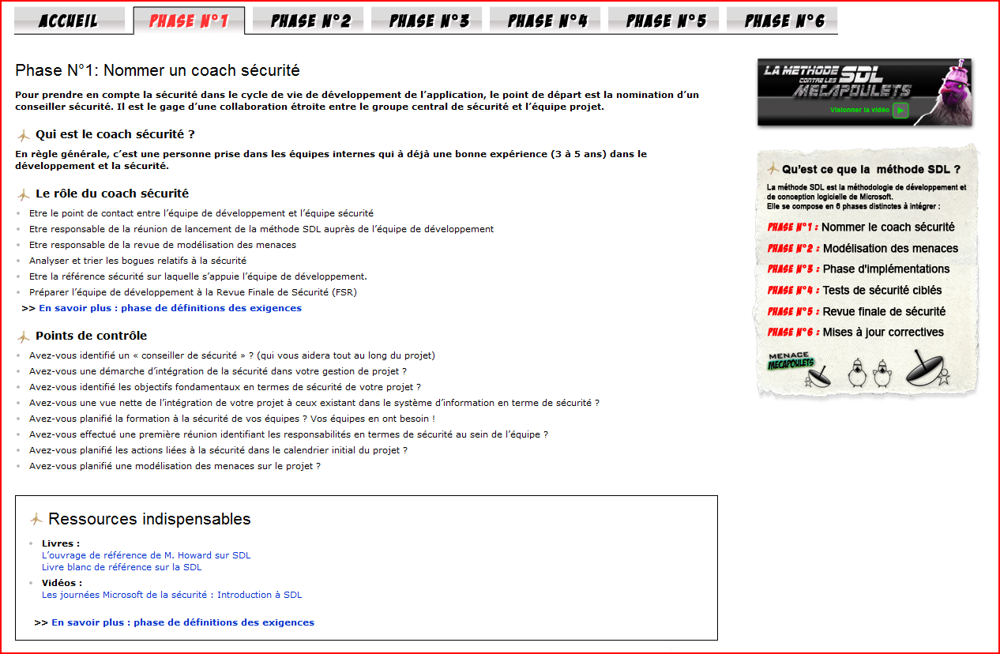 ACCUEIL
PHASE N°1
PHASE N°2
PHASE N°3
PHASE N°4
PHASE N°5
PHASE N°6
Phase N°1: Nommer un coach sécurité
Pour prendre en compte la sécurité dans le cycle de vie de développement de l’application, le point de départ est la nomination d’un
conseiller sécurité. Il est le gage d’une collaboration étroite entre le groupe central de sécurité et l’équipe projet.
Qui est le coach sécurité ?
En règle générale, c’est une personne prise dans les équipes internes qui à déjà une bonne expérience (3 à 5 ans) dans le
développement et la sécurité.
Le rôle du coach sécurité
Etre le point de contact entre l’équipe de développement et l’équipe sécurité
Etre responsable de la réunion de lancement de la méthode SDL auprès de l’équipe de développement
Etre responsable de la revue de modélisation des menaces
Analyser et trier les bogues relatifs à la sécurité
Etre la référence sécurité sur laquelle s’appuie l’équipe de développement.
Préparer l’équipe de développement à la Revue Finale de Sécurité (FSR)
>> En savoir plus : phase de définitions des exigences
Points de contrôle
Avez-vous identifié un « conseiller de sécurité » ? (qui vous aidera tout au long du projet)
Avez-vous une démarche d’intégration de la sécurité dans votre gestion de projet ?
Avez-vous identifié les objectifs fondamentaux en termes de sécurité de votre projet ?
Avez-vous une vue nette de l’intégration de votre projet à ceux existant dans le système d’information en terme de sécurité ?
Avez-vous planifié la formation à la sécurité de vos équipes ? Vos équipes en ont besoin !
Avez-vous effectué une première réunion identifiant les responsabilités en termes de sécurité au sein de l’équipe ?
Avez-vous planifié les actions liées à la sécurité dans le calendrier initial du projet ?
Avez-vous planifié une modélisation des menaces sur le projet ?
Ressources indispensables
Livres :
L’ouvrage de référence de M. Howard sur SDL
Livre blanc de référence sur la SDL
Vidéos :
Les journées Microsoft de la sécurité : Introduction à SDL
>> En savoir plus : phase de définitions des exigences
LA METHODE SDL
CONTRE LES
MECAPOULETS
Visionner la vidéo
Qu’est ce que la méthode SDL ?
La méthode SDL est la méthodologie de développement et
de conception logicielle de Microsoft.
Elle se compose en 6 phases distinctes à intégrer :
PHASE N°1 : Nommer le coach sécurité
PHASE N°2 : Modélisation des menaces
PHASE N°3 : Phase d'implémentations
PHASE N°4 : Tests de sécurité ciblés
PHASE N°5 : Revue finale de sécurité
PHASE N°6 : Mises à jour correctives
MENACE
MECAPOULETS